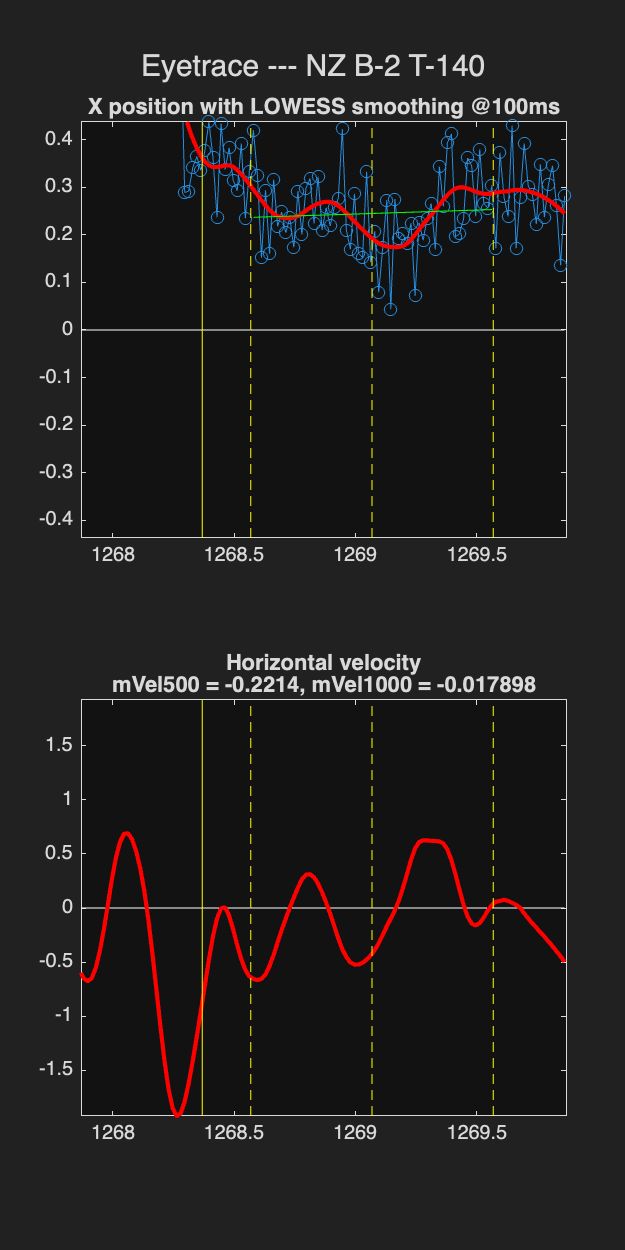 Eyetrace --- NZ B-2 T-140
X position with LOWESS smoothing @100ms
0.4
0.3
0.2
0.1
0
-0.1
-0.2
-0.3
-0.4
1268 1268.5 1269 1269.5
Horizontal velocity
mVel500 = -0.2214, mVel1000 = -0.017898
1.5
1
0.5
0
-0.5
-1
-1.5
1268 1268.5 1269 1269.5